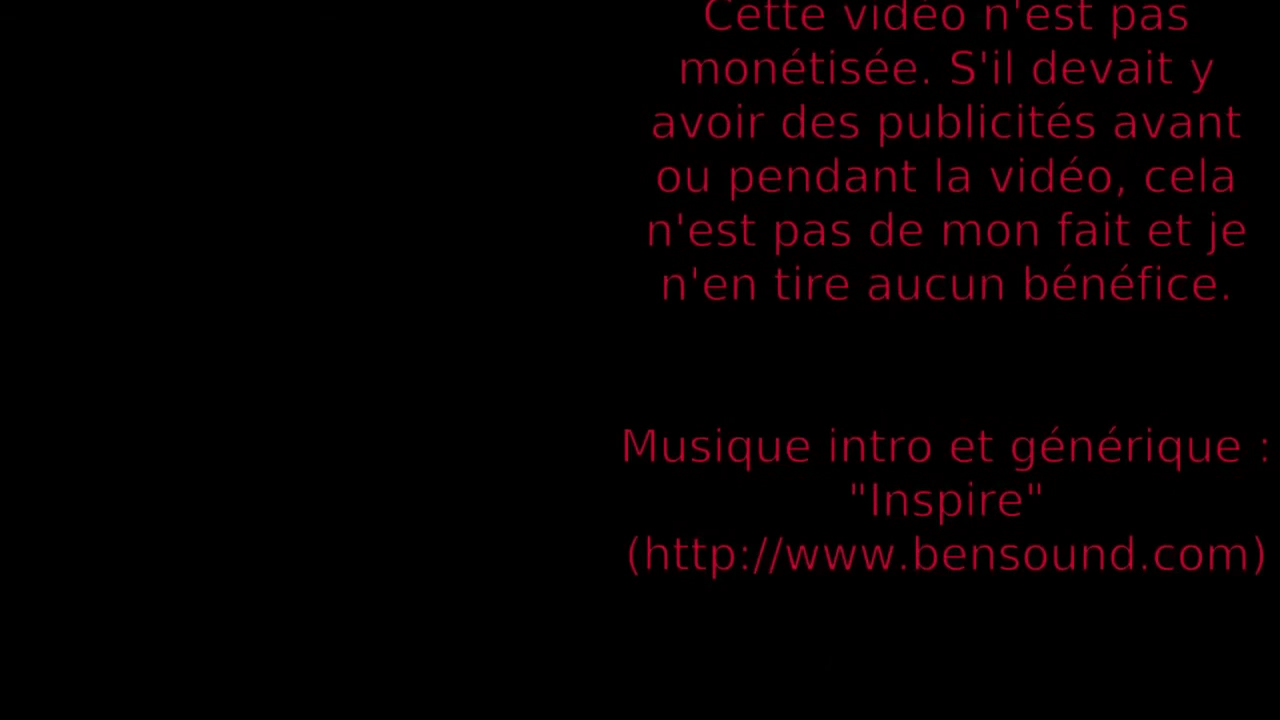 Cette vidéo n'est pas
monétisée. S'il devait y
avoir des publicités avant
ou pendant la vidéo, cela
n'est pas de mon fait et je
n'en tire aucun bénéfice.
Musique intro et générique :
"Inspire"
(http://www.bensound.com)